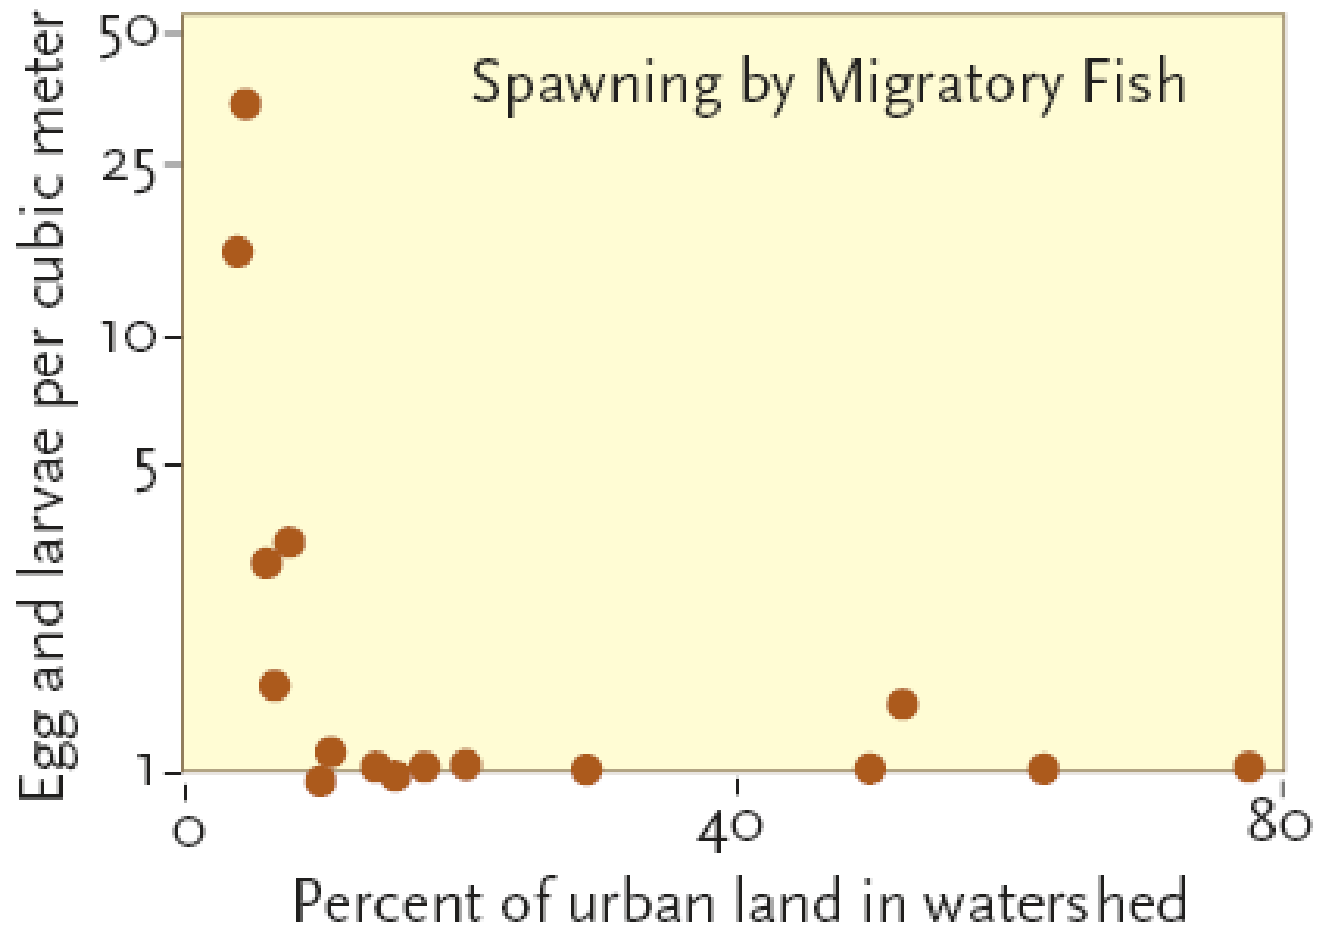 Spawning by Migratory Fish
Egg and larvae per cubic meter
50
25
10
5
1
0
40
80
Percent of urban land in watershed